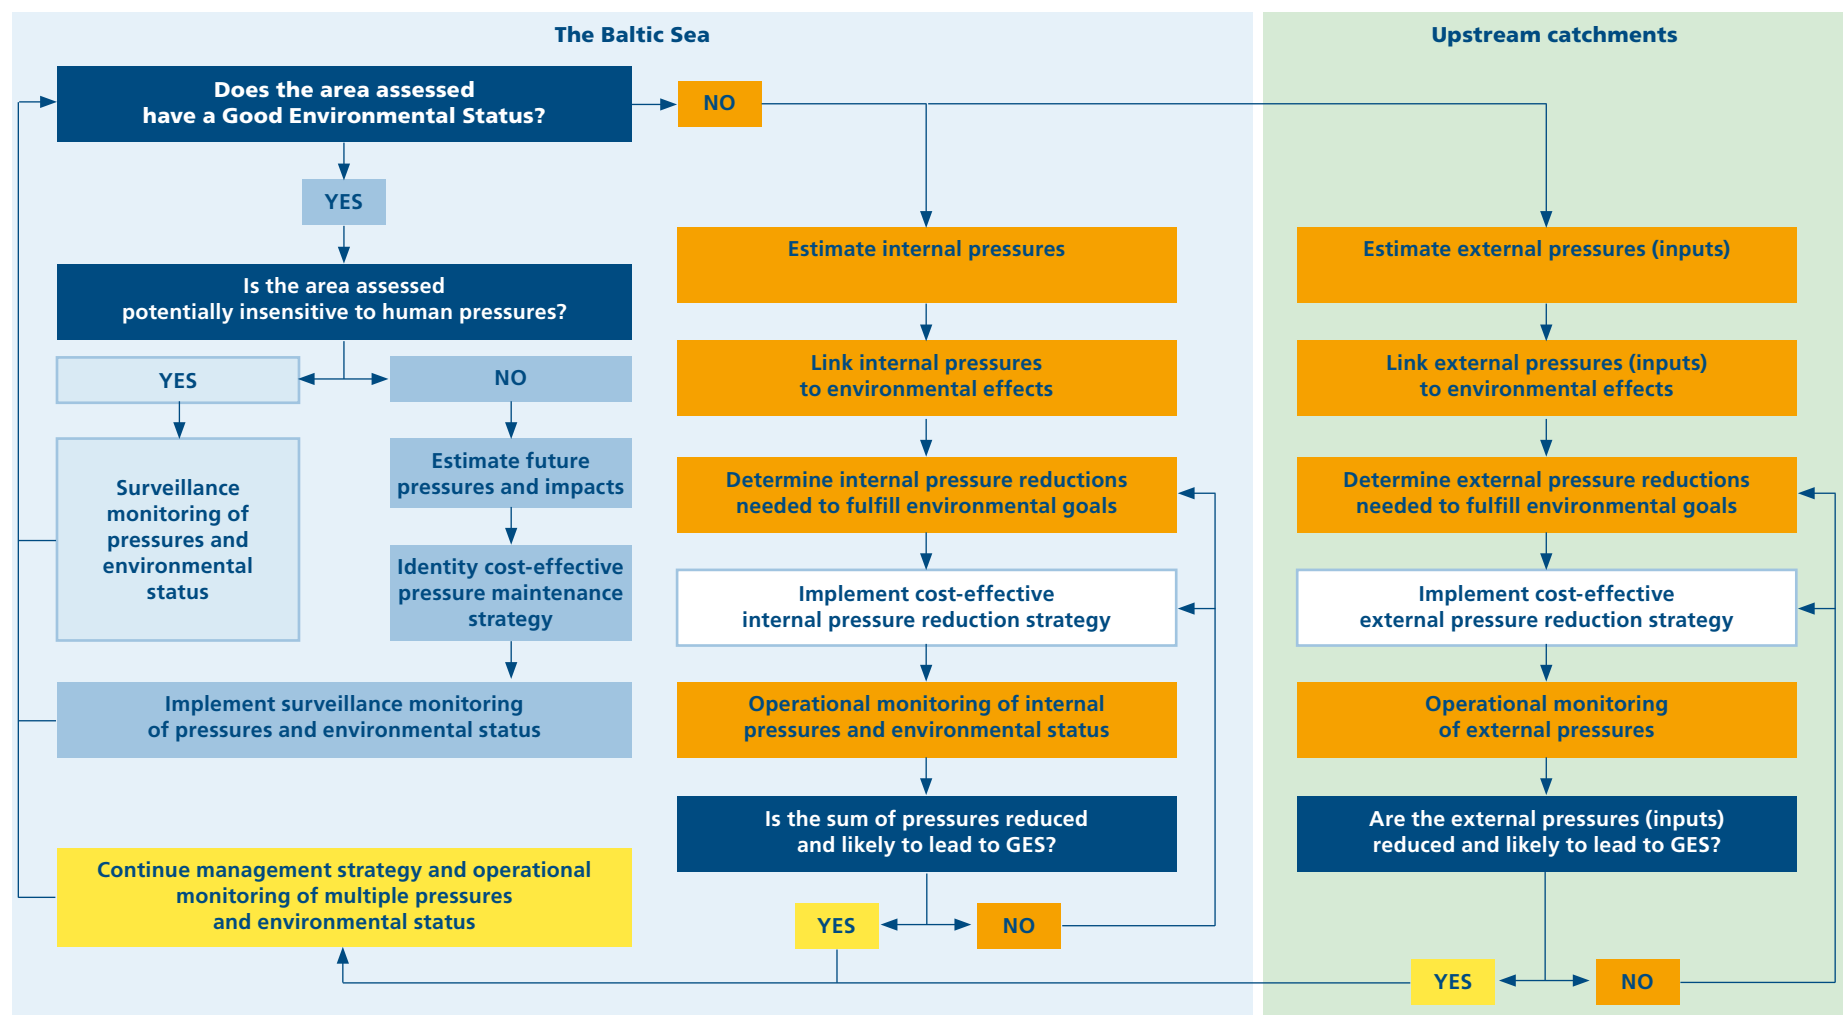 The Baltic Sea
Does the area assessed
have a Good Environmental Status?
NO
YES
Is the area assessed
potentially insensitive to human pressures?
YES
NO
Surveillance
monitoring of
pressures and
environmental
status
Estimate future
pressures and impacts
Identity cost-effective
pressure maintenance
strategy
Implement surveillance monitoring
of pressures and environmental status
Continue management strategy and operational
monitoring of multiple pressures
and environmental status
Estimate internal pressures
Link internal pressures
to environmental effects
Determine internal pressure reductions
needed to fulfill environmental goals
Implement cost-effective
internal pressure reduction strategy
Operational monitoring of internal
pressures and environmental status
Is the sum of pressures reduced
and likely to lead to GES?
YES
NO
Upstream catchments
Estimate external pressures (inputs)
Link external pressures (inputs)
to environmental effects
Determine external pressure reductions
needed to fulfill environmental goals
Implement cost-effective
external pressure reduction strategy
Operational monitoring
of external pressures
Are the external pressures (inputs)
reduced and likely to lead to GES?
YES
NO